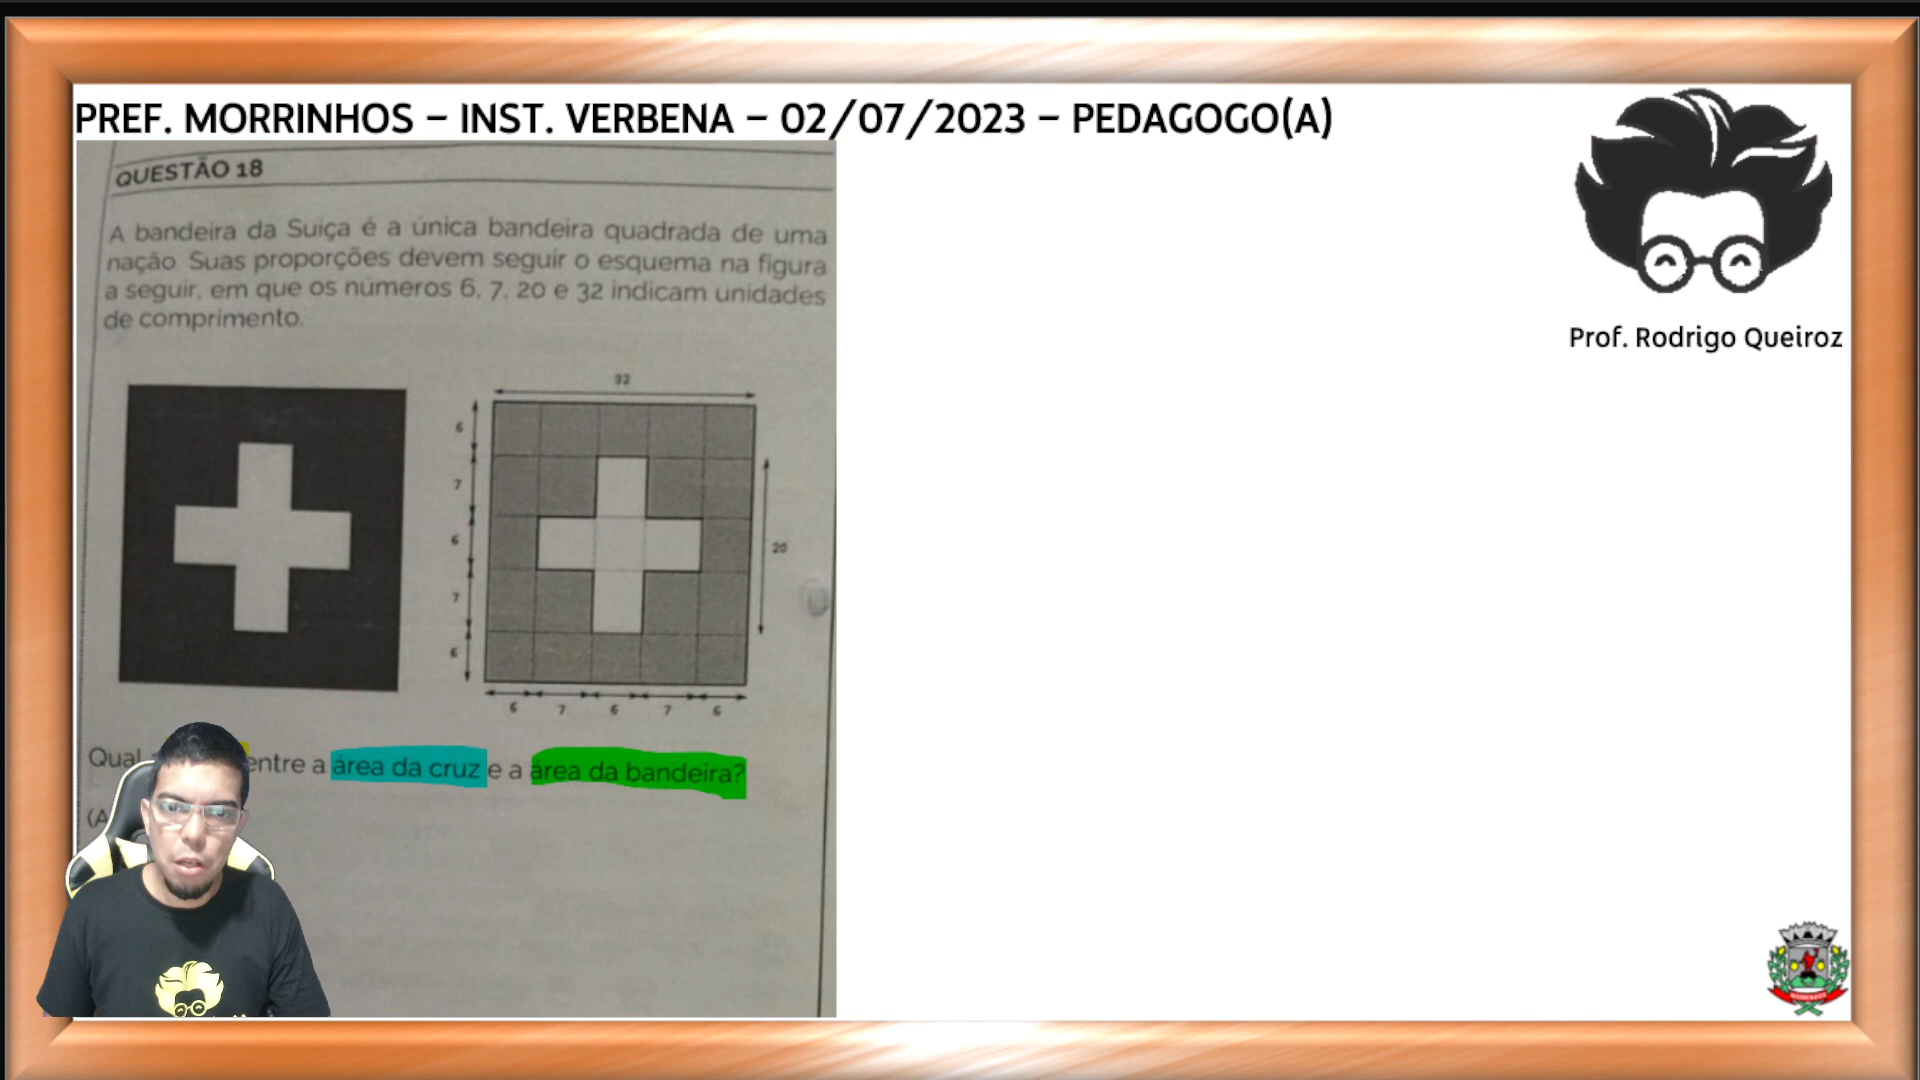 PREF. MORRINHOS – INST. VERBENA – 02/07/2023 – PEDAGOGO(A)
QUESTÃO 18
A bandeira da Suíça é a única bandeira quadrada de uma
nação. Suas proporções devem seguir o esquema na figura
a seguir, em que os números 6, 7, 20 e 32 indicam unidades
de comprimento.
32
6
7
6
7
6
20
6 7 6 7 6
Qual entre a área da cruz e a área da bandeira?
(A
Prof. Rodrigo Queiroz